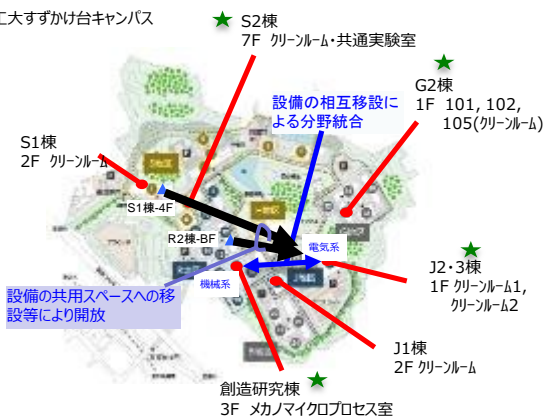 工大すずかけ台キャンパス
S2棟
7F クリーンルーム・共通実験室
G2棟
1F 101, 102,
105(クリーンルーム)
設備の相互移設に
よる分野統合
S1棟
2F クリーンルーム
S1棟-4F
R2棟-BF
電気系
機械系
J2・3棟
1F クリーンルーム1,
クリーンルーム2
設備の共用スペースへの移
設等により開放
J1棟
2F クリーンルーム
創造研究棟
3F メカノマイクロプロセス室